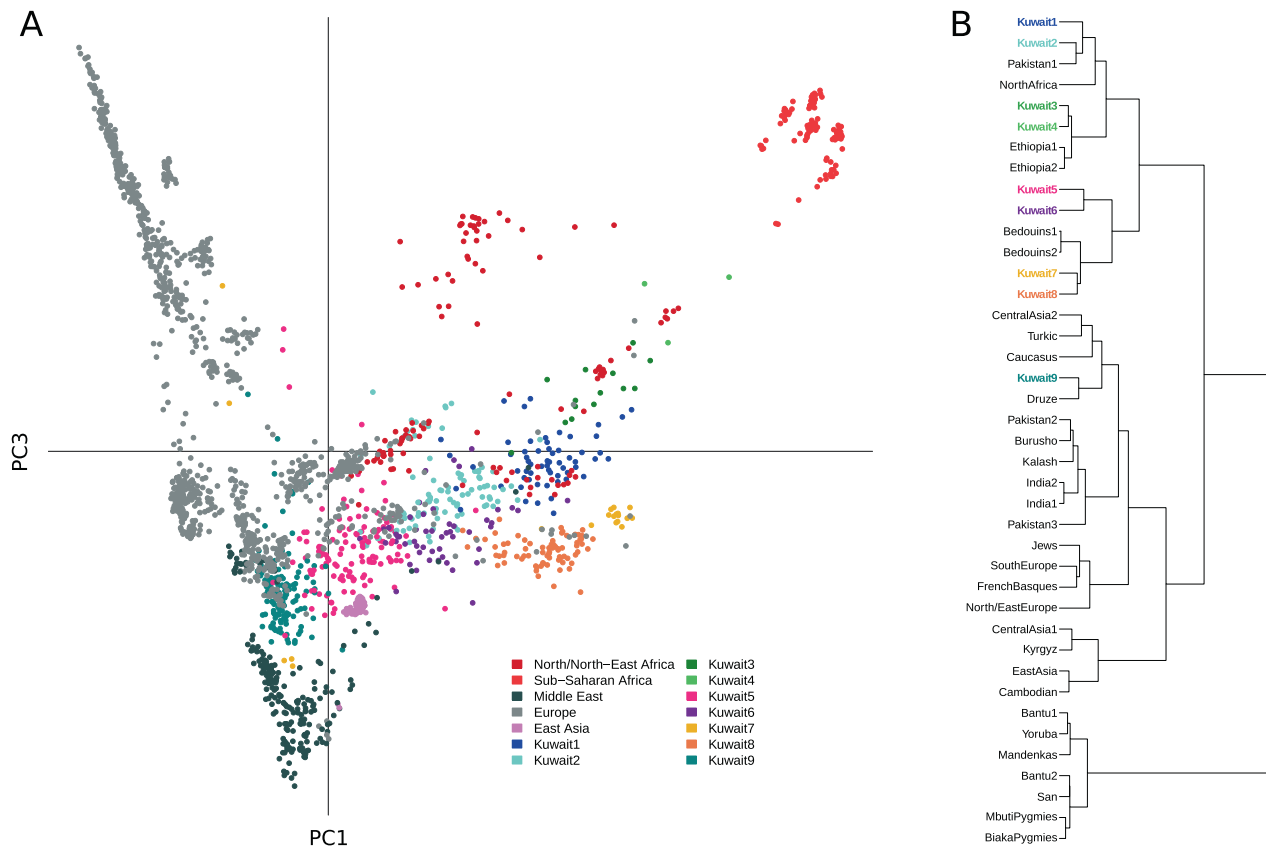 A
PC3
PC1
North/North−East Africa
Sub−Saharan Africa
Middle East
Europe
East Asia
Kuwait1
Kuwait2
Kuwait3
Kuwait4
Kuwait5
Kuwait6
Kuwait7
Kuwait8
Kuwait9
B
Kuwait1
Kuwait2
Pakistan1
NorthAfrica
Kuwait3
Kuwait4
Ethiopia1
Ethiopia2
Kuwait5
Kuwait6
Bedouins1
Bedouins2
Kuwait7
Kuwait8
CentralAsia2
Turkic
Caucasus
Kuwait9
Druze
Pakistan2
Burusho
Kalash
India2
India1
Pakistan3
Jews
SouthEurope
FrenchBasques
North/EastEurope
CentralAsia1
Kyrgyz
EastAsia
Cambodian
Bantu1
Yoruba
Mandenkas
Bantu2
San
MbutiPygmies
BiakaPygmies